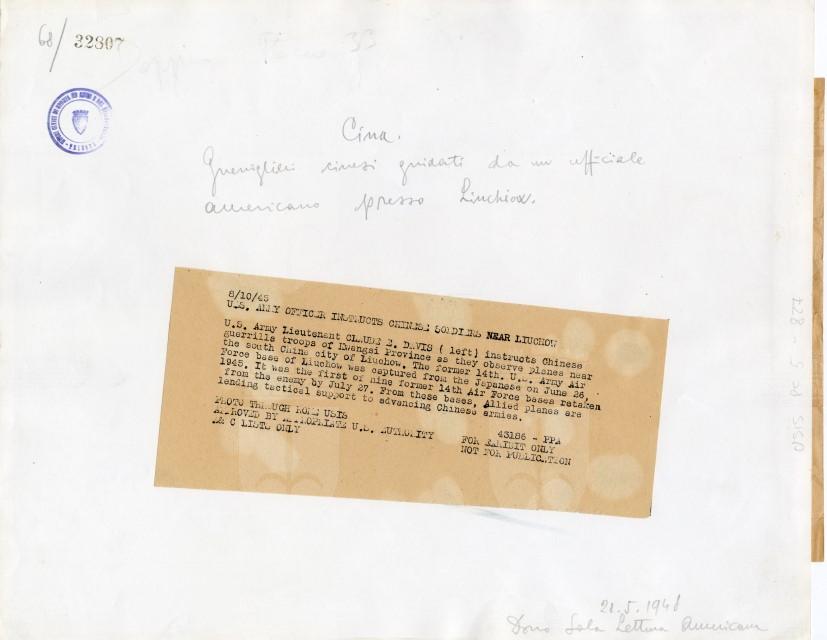 68/ 32807
Cina.
Guerriglieri cinesi guidati da un ufficiale
americano presso Liuchow.
8/10/45
U.S. ARMY OFFICER INSTRUCTS CHINESE SOLDIERS NEAR LIUCHOW
U.S. Army Lieutenant CLAUDE E. DAVIS ( left) instructs Chinese
guerrilla troops of Kwangsi Province as they observe planes near
the south China city of Liuchow. The former 14th. U.S. Army Air
Force base of Liuchow was captured from the Japanese on June 26,
1945. It was the first of nine former 14th Air Force bases retaken
from the enemy by July 27. From these bases, Allied planes are
lending tactical support to advancing Chinese armies.
PHOTO THROUGH ROME USIS
APPROVED BY APPROPRIATE U.S. AUTHORITY
A& C LISTS ONLY
43186 - PPA
FOR EXHIBIT ONLY
NOT FOR PUBLICATION
USIS PC 5 - 827
21.5.1948
Dono Sala Lettura Americana